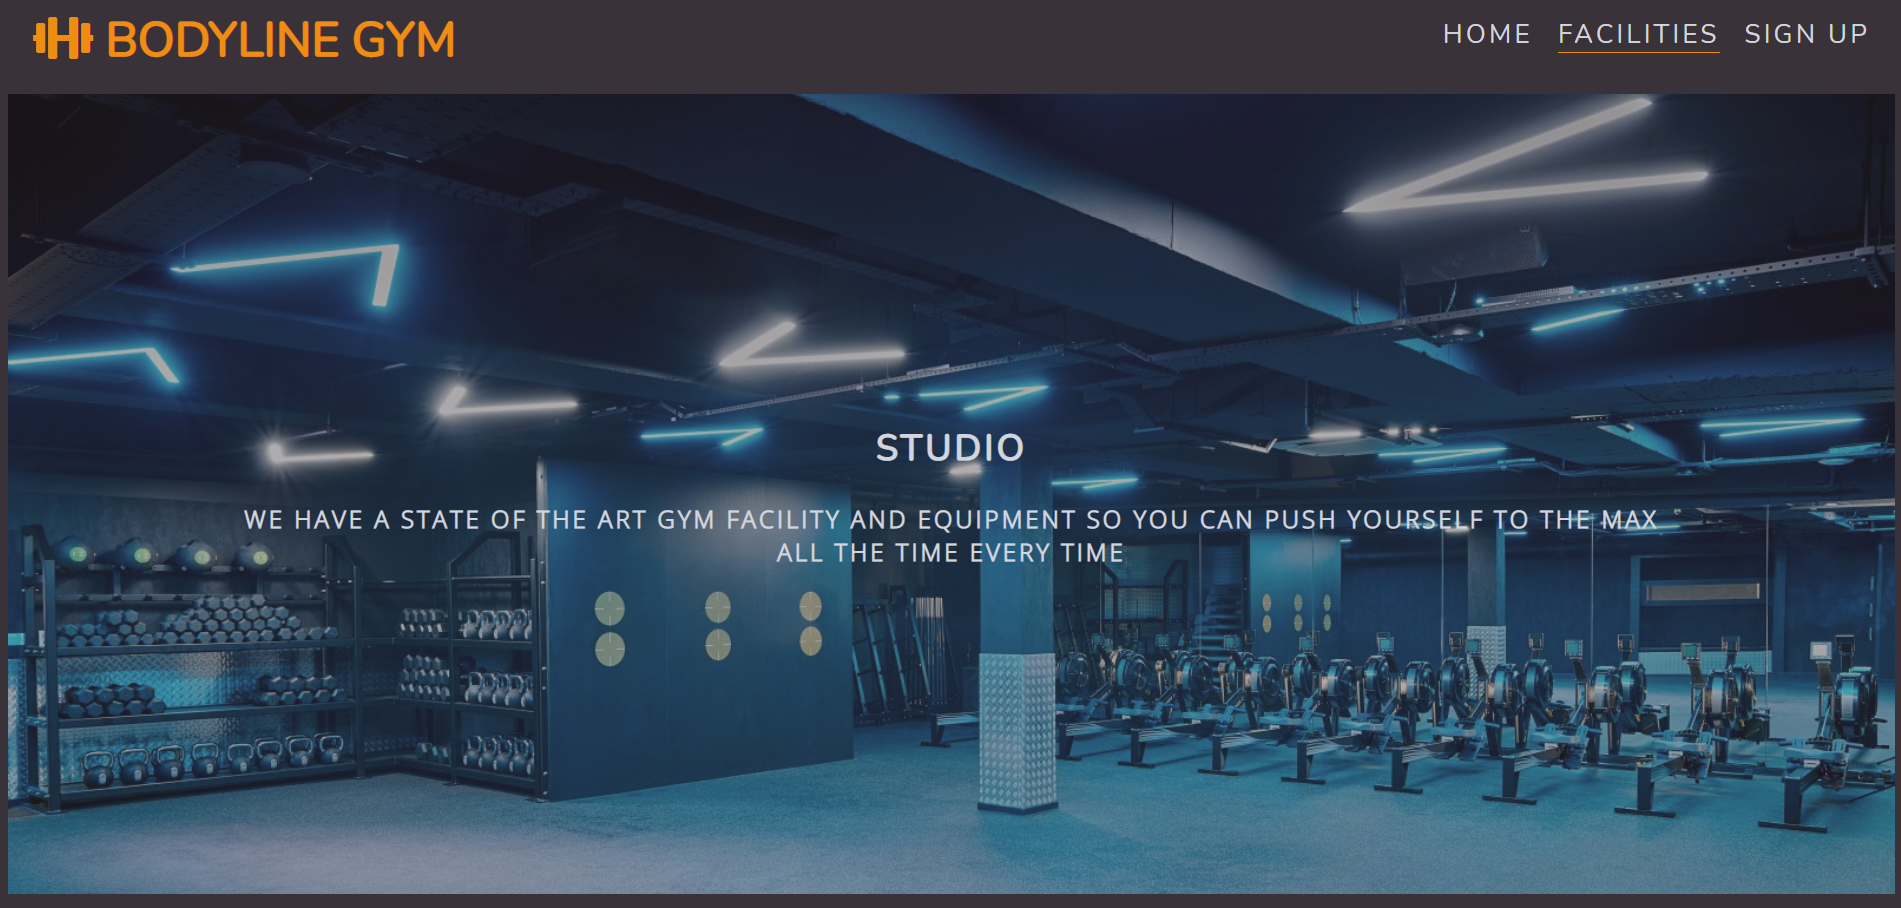 BODYLINE GYM
HOME FACILITIES SIGN UP
STUDIO
WE HAVE A STATE OF THE ART GYM FACILITY AND EQUIPMENT SO YOU CAN PUSH YOURSELF TO THE MAX
ALL THE TIME EVERY TIME